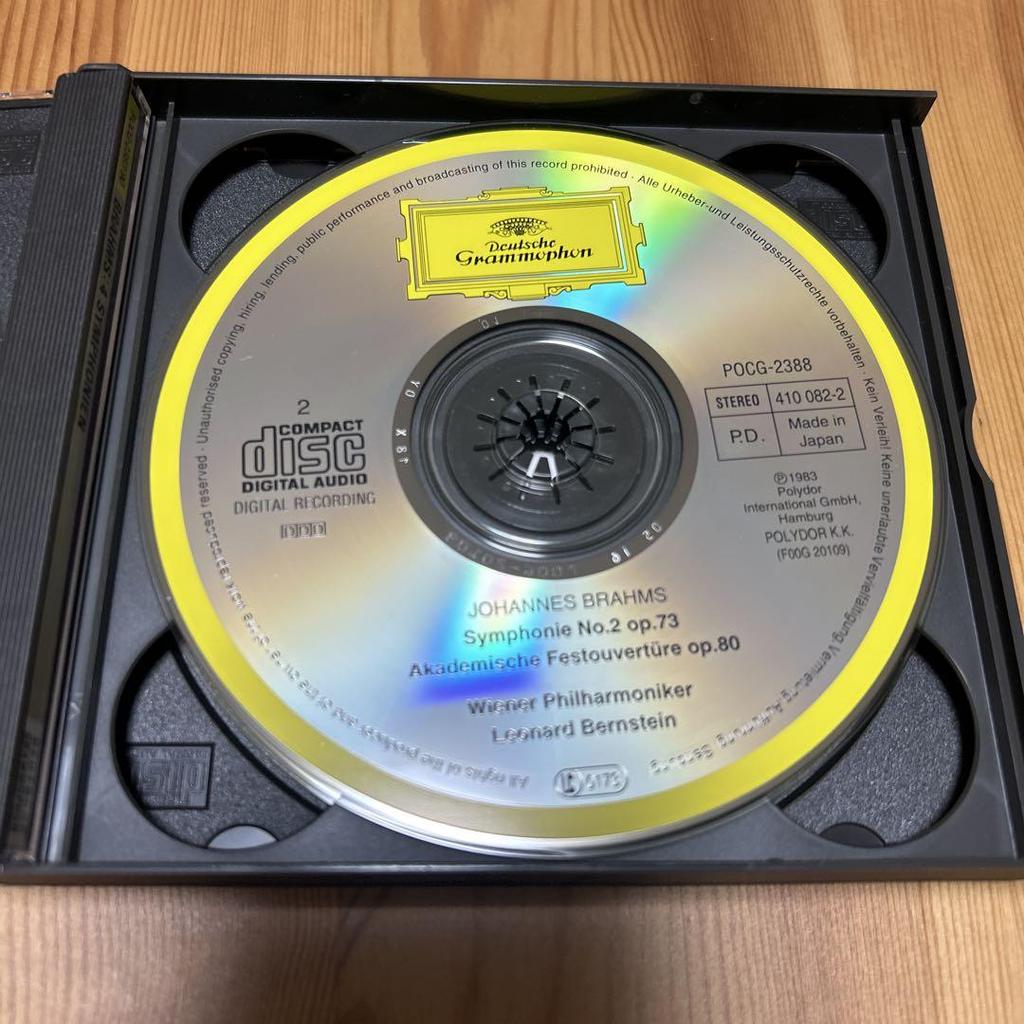 BRAHMS: 4 SYMPHONIEN
All rights of the producer and of the owner of the work reproduced reserved · Unauthorised copying, hiring, lending, public performance and broadcasting of this record prohibited · Alle Urheber-und Leistungsschutzrechte vorbehalten · Kein Verleih! Keine unerlaubte Vervielfältigung, Vermietung, Aufführung, Sendung
Deutsche
Grammophon
2
COMPACT
disc
DIGITAL AUDIO
DIGITAL RECORDING
DDD
POCG-2388
STEREO 410 082-2
P.D. Made in
Japan
℗1983
Polydor
International GmbH,
Hamburg
POLYDOR K.K.
(F00G 20109)
JOHANNES BRAHMS
Symphonie No.2 op.73
Akademische Festouvertüre op.80
Wiener Philharmoniker
Leonard Bernstein